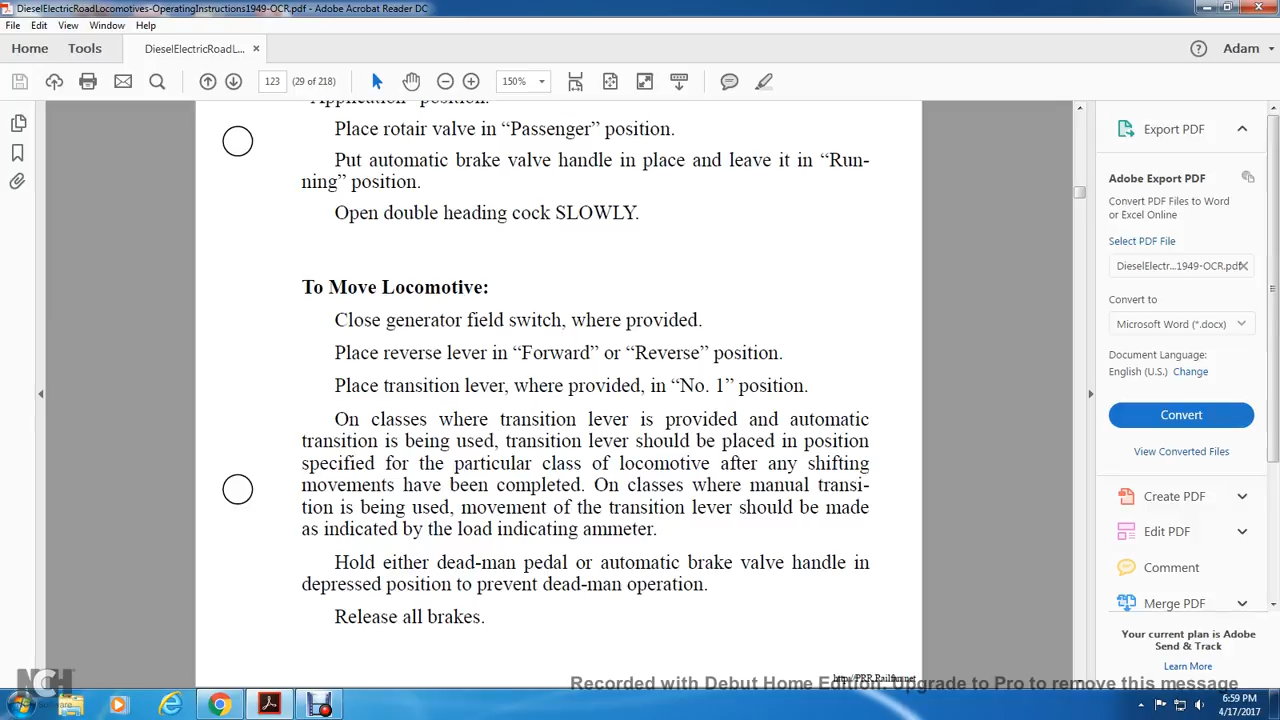 DieselElectricRoadLocomotives-OperatingInstructions1949-OCR.pdf - Adobe Acrobat Reader DC
File Edit View Window Help
Home Tools DieselElectricRoadL... × Adam
123 (29 of 218) 150%
"Application" position.
Place rotair valve in “Passenger” position.
Put automatic brake valve handle in place and leave it in “Run-
ning” position.
Open double heading cock SLOWLY.
To Move Locomotive:
Close generator field switch, where provided.
Place reverse lever in “Forward” or “Reverse” position.
Place transition lever, where provided, in “No. 1” position.
On classes where transition lever is provided and automatic
transition is being used, transition lever should be placed in position
specified for the particular class of locomotive after any shifting
movements have been completed. On classes where manual transi-
tion is being used, movement of the transition lever should be made
as indicated by the load indicating ammeter.
Hold either dead-man pedal or automatic brake valve handle in
depressed position to prevent dead-man operation.
Release all brakes.
http://PRR.Railfan.net
Export PDF
Adobe Export PDF
Convert PDF Files to Word
or Excel Online
Select PDF File
DieselElectr...1949-OCR.pdf
Convert to
Microsoft Word (*.docx)
Document Language:
English (U.S.) Change
Convert
View Converted Files
Create PDF
Edit PDF
Comment
Merge PDF
Your current plan is Adobe
Send & Track
Learn More
NCH
Software
Recorded with Debut Home Edition. Upgrade to Pro to remove this message
6:59 PM
4/17/2017